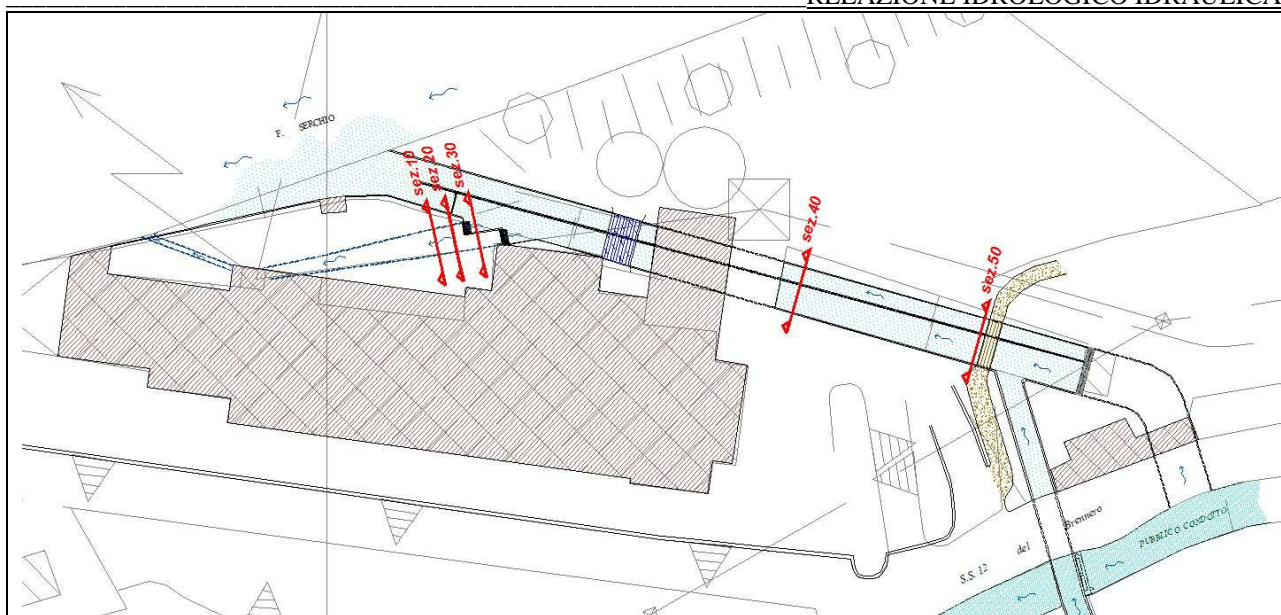 RELAZIONE IDROLOGICO IDRAULICA
F. SERCHIO
sez.10
sez.20
sez.30
sez.40
sez.50
S.S. 12 del Brennero
PUBBLICO CONDOTTO